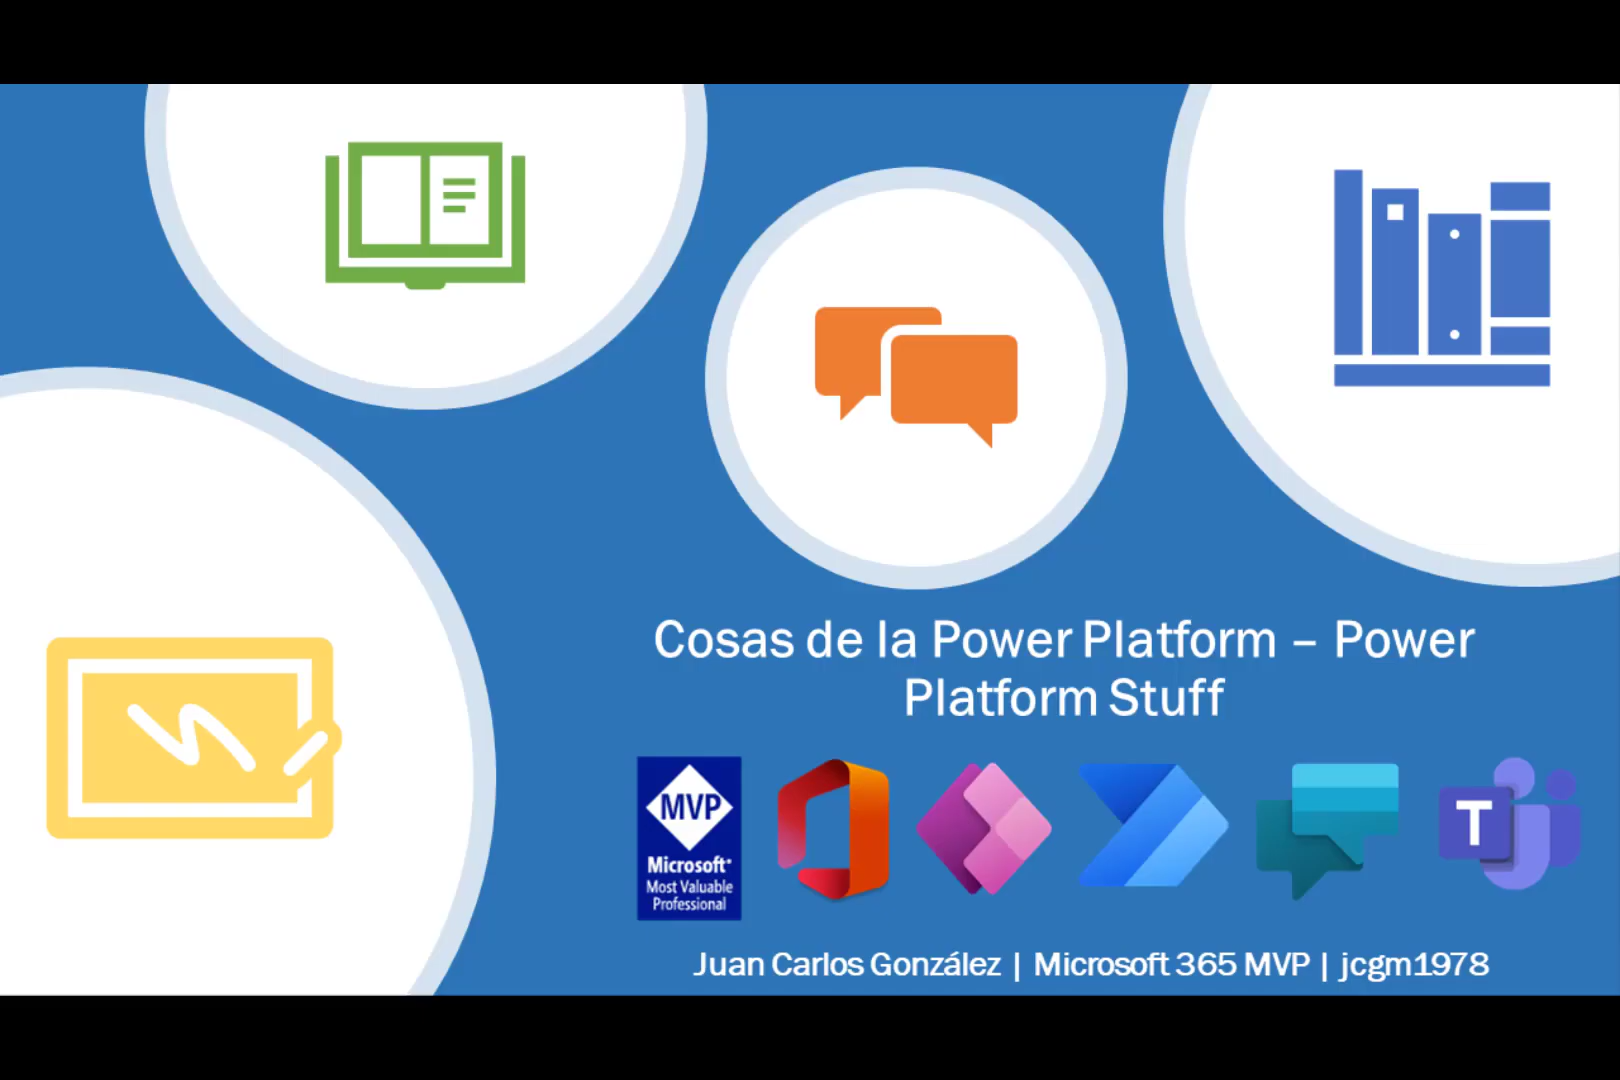 Cosas de la Power Platform – Power
Platform Stuff
MVP
Microsoft®
Most Valuable
Professional
T
Juan Carlos González | Microsoft 365 MVP | jcgm1978